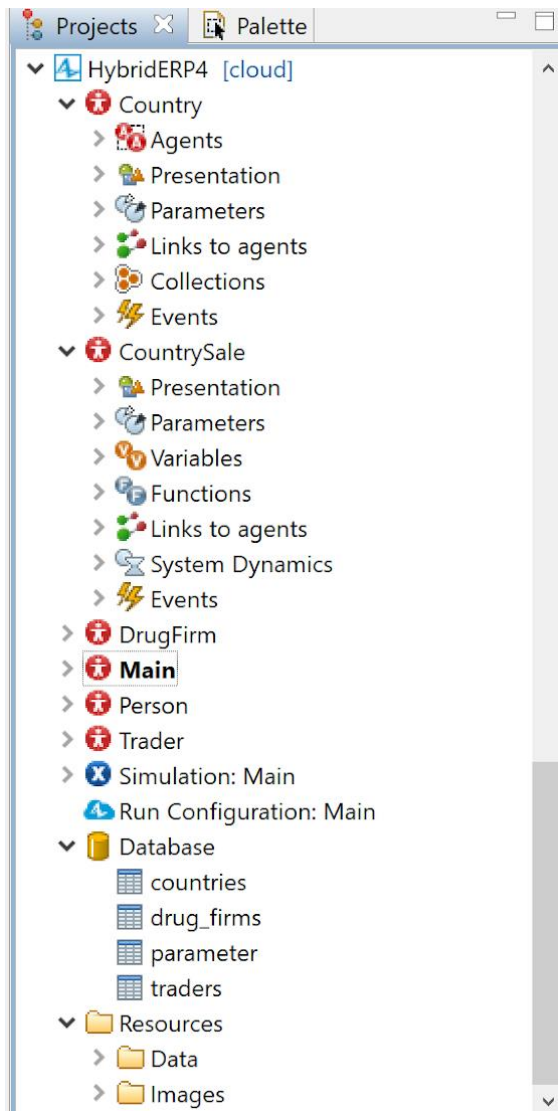 Projects Palette
HybridERP4 [cloud]
Country
Agents
Presentation
Parameters
Links to agents
Collections
Events
CountrySale
Presentation
Parameters
Variables
Functions
Links to agents
System Dynamics
Events
DrugFirm
Main
Person
Trader
Simulation: Main
Run Configuration: Main
Database
countries
drug_firms
parameter
traders
Resources
Data
Images